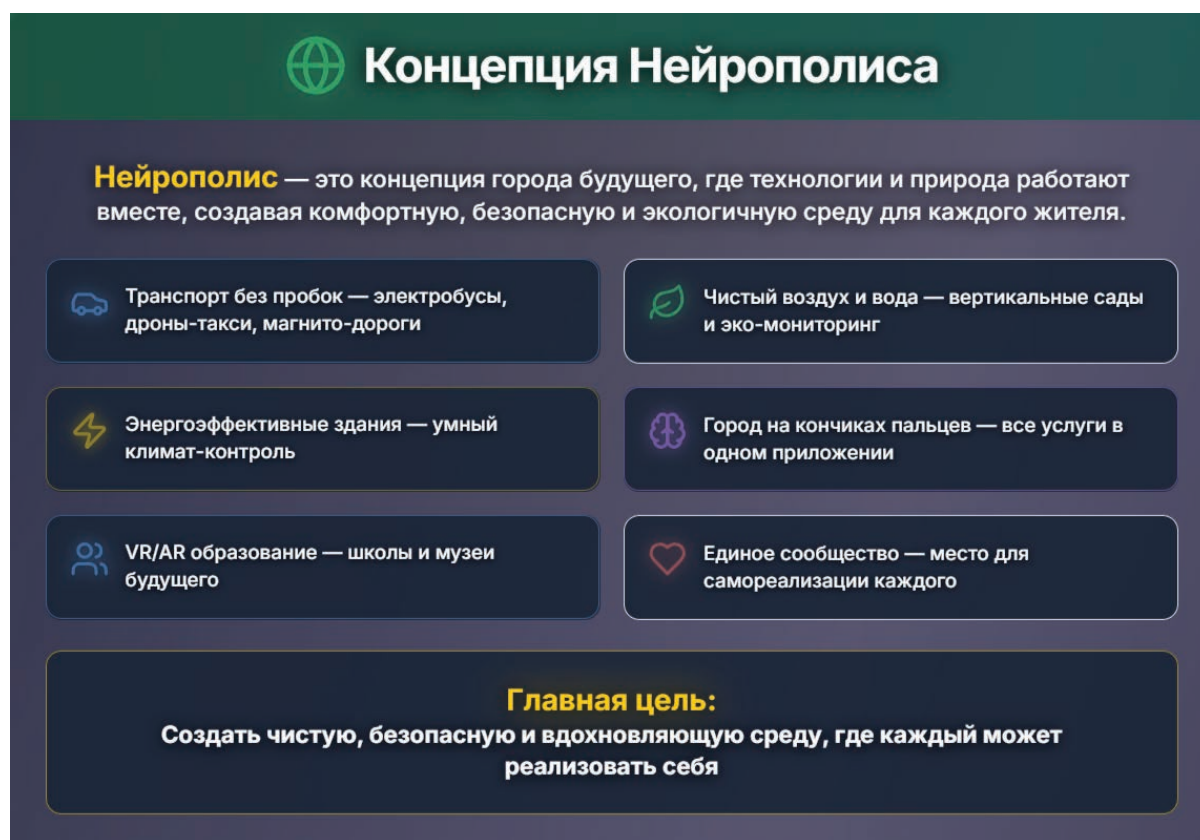 Концепция Нейрополиса
Нейрополис — это концепция города будущего, где технологии и природа работают
вместе, создавая комфортную, безопасную и экологичную среду для каждого жителя.
Транспорт без пробок — электробусы,
дроны-такси, магнито-дороги
Чистый воздух и вода — вертикальные сады
и эко-мониторинг
Энергоэффективные здания — умный
климат-контроль
Город на кончиках пальцев — все услуги в
одном приложении
VR/AR образование — школы и музеи
будущего
Единое сообщество — место для
самореализации каждого
Главная цель:
Создать чистую, безопасную и вдохновляющую среду, где каждый может
реализовать себя